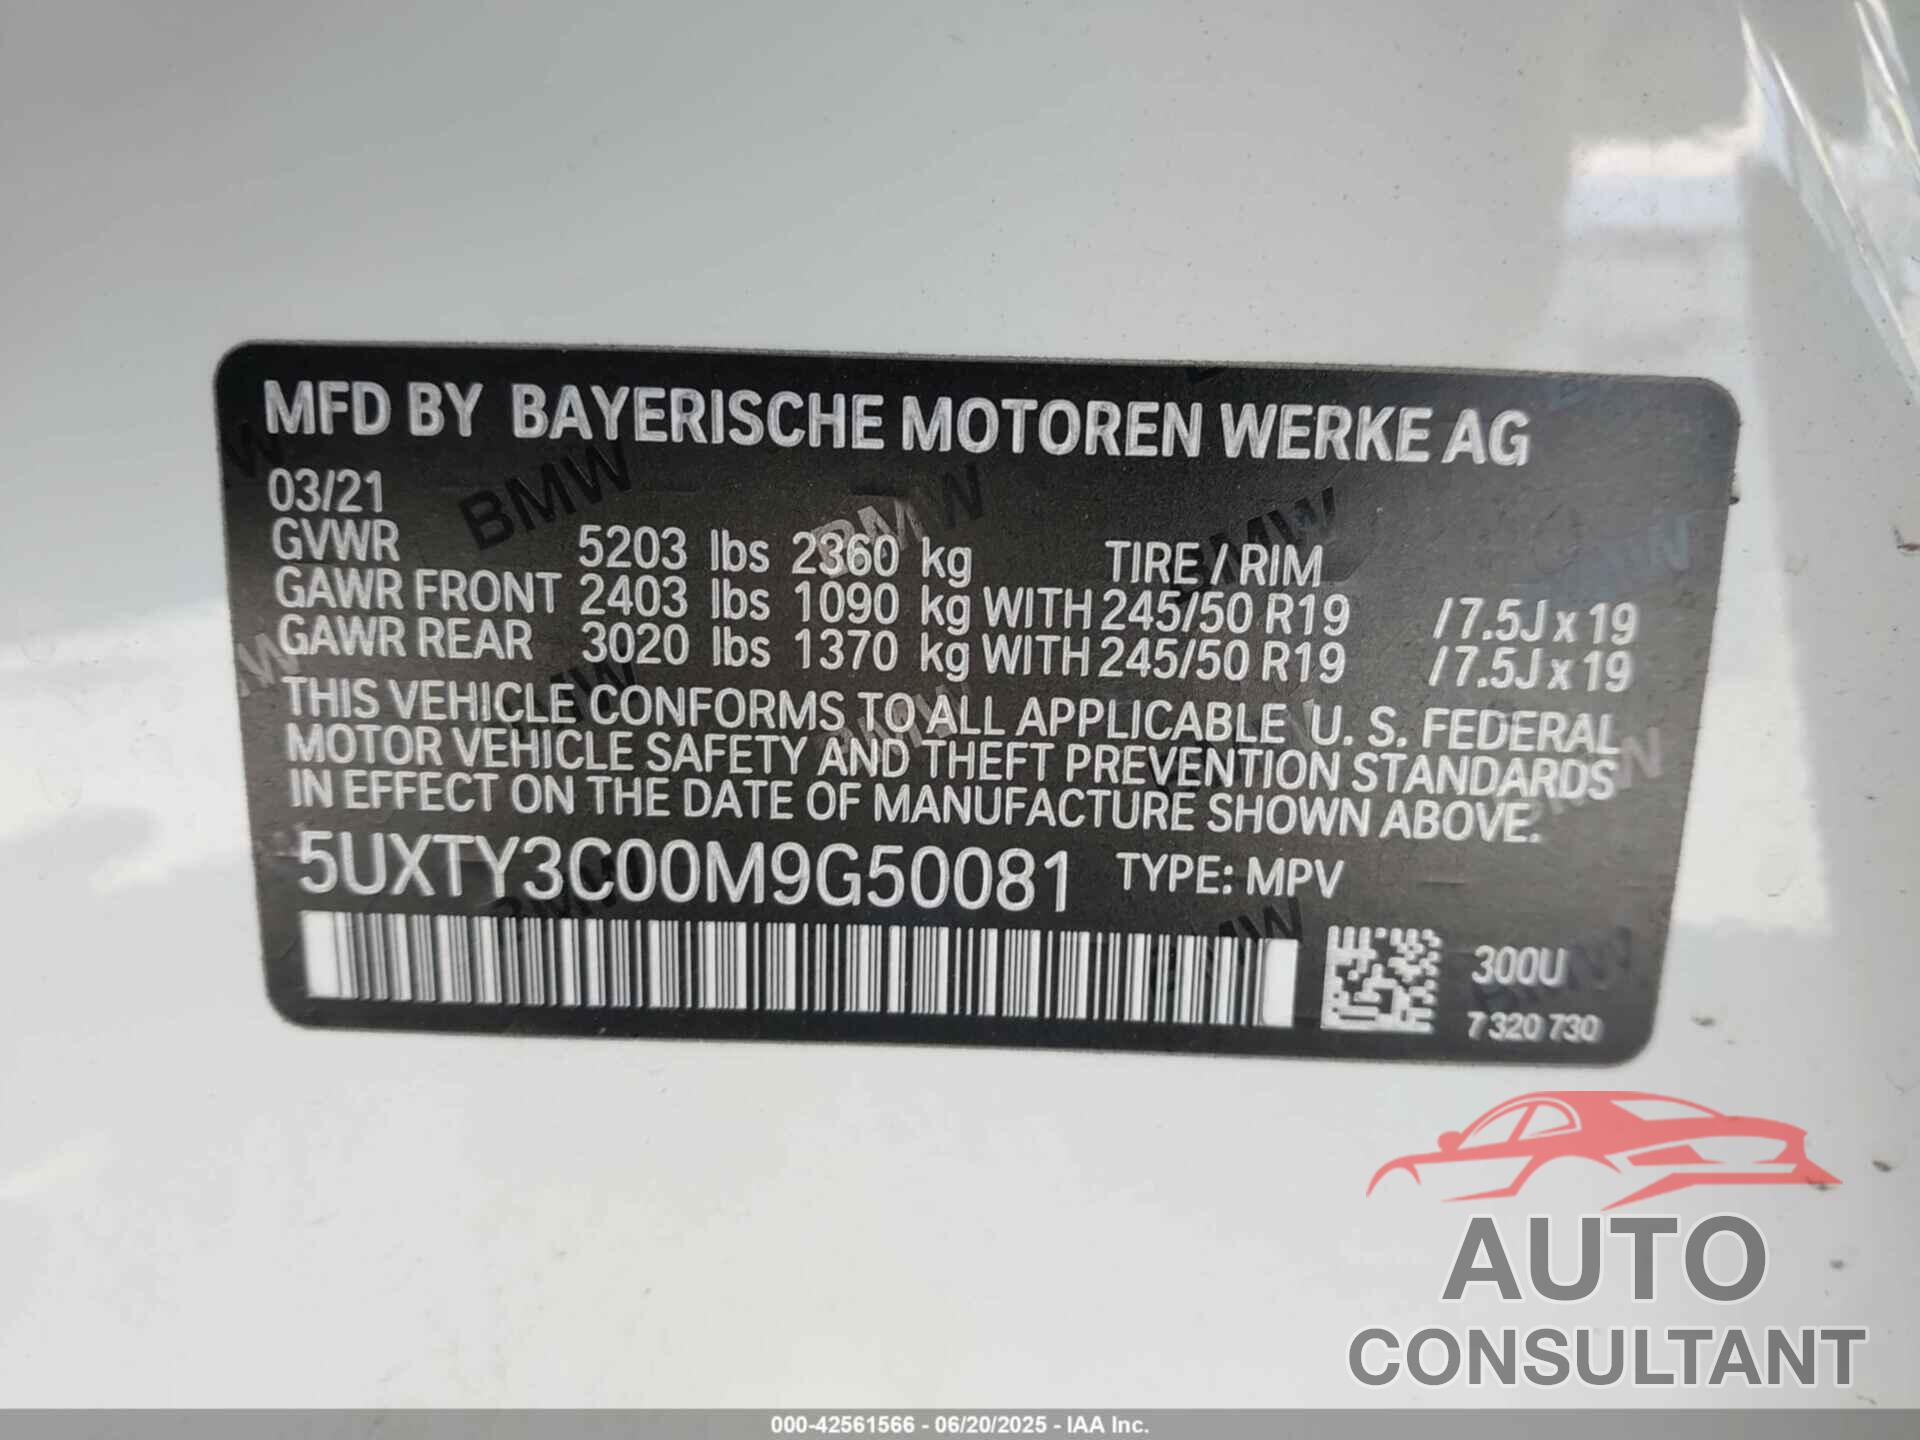 MFD BY BAYERISCHE MOTOREN WERKE AG
03/21
GVWR 5203 lbs 2360 kg TIRE / RIM
GAWR FRONT 2403 lbs 1090 kg WITH 245/50 R19 /7.5J x 19
GAWR REAR 3020 lbs 1370 kg WITH 245/50 R19 /7.5J x 19
THIS VEHICLE CONFORMS TO ALL APPLICABLE U. S. FEDERAL
MOTOR VEHICLE SAFETY AND THEFT PREVENTION STANDARDS
IN EFFECT ON THE DATE OF MANUFACTURE SHOWN ABOVE.
5UXTY3C00M9G50081 TYPE: MPV
300U
7 320 730
AUTO
CONSULTANT
000-42561566 - 06/20/2025 - IAA Inc.